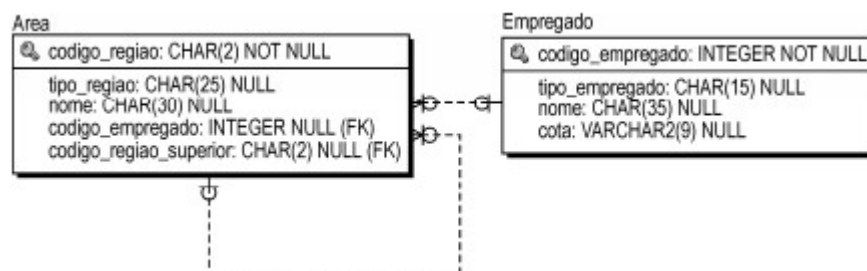 Area
codigo_regiao: CHAR(2) NOT NULL
tipo_regiao: CHAR(25) NULL
nome: CHAR(30) NULL
codigo_empregado: INTEGER NULL (FK)
codigo_regiao_superior: CHAR(2) NULL (FK)
Empregado
codigo_empregado: INTEGER NOT NULL
tipo_empregado: CHAR(15) NULL
nome: CHAR(35) NULL
cota: VARCHAR2(9) NULL